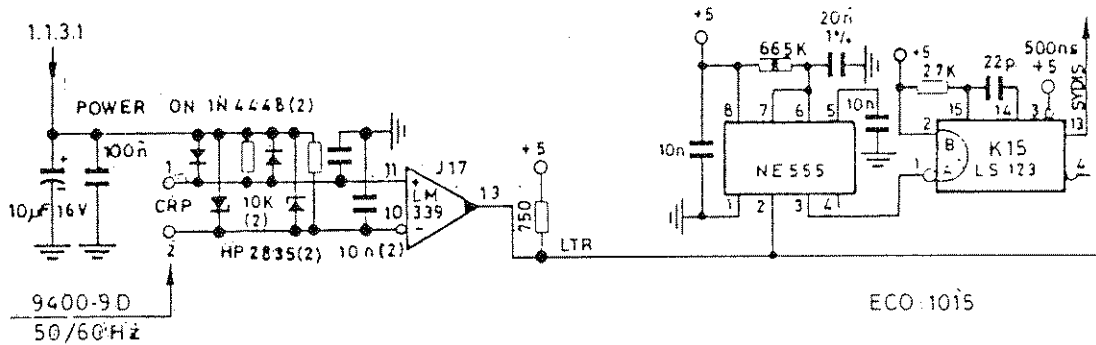 1.1.3.1
POWER ON 1N4448(2)
100n
10µF 16V
1
CRP
2
10K
(2)
HP 2835(2)
10n(2)
11
+
LM
339
10
-
J17
13
9400-9D
50/60Hz
+5
750
LTR
+5
665K
20n
1%
8
7
6
5
10n
10n
NE555
1
2
3
4
+5
27K
22p
500ns
+5
15
14
3
SYDIS
2
B
13
K15
LS 123
1
A
4
ECO:1015